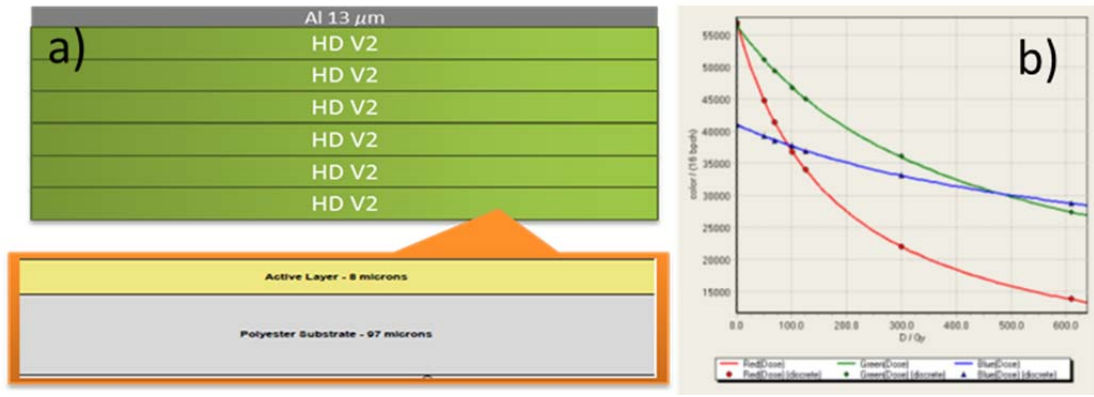 a)
Al 13 μm
HD V2
HD V2
HD V2
HD V2
HD V2
HD V2
Active Layer - 8 microns
Polyester Substrate - 97 microns
b)
color / (16 bpch)
55000
50000
45000
40000
35000
30000
25000
20000
15000
0.0 100.0 200.0 300.0 400.0 500.0 600.0
D / Gy
Red(Dose) Green(Dose) Blue(Dose)
Red(Dose) (discrete) Green(Dose) (discrete) Blue(Dose) (discrete)